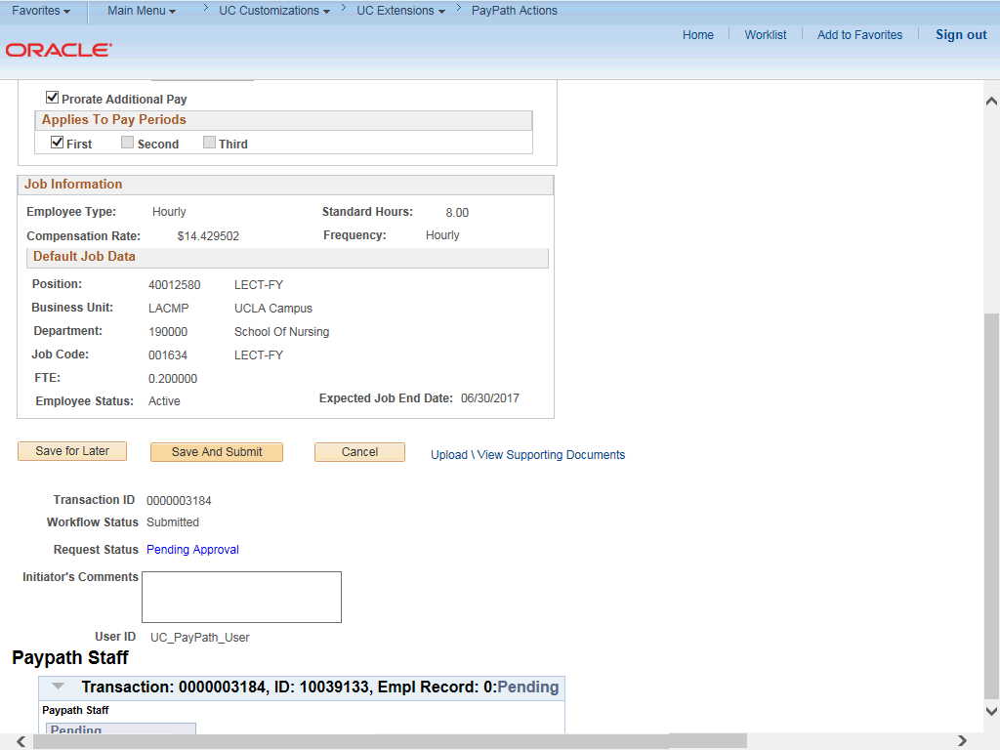 Favorites Main Menu > UC Customizations > UC Extensions > PayPath Actions
Home Worklist Add to Favorites Sign out
ORACLE
Prorate Additional Pay
Applies To Pay Periods
First Second Third
Job Information
Employee Type: Hourly Standard Hours: 8.00
Compensation Rate: $14.429502 Frequency: Hourly
Default Job Data
Position: 40012580 LECT-FY
Business Unit: LACMP UCLA Campus
Department: 190000 School Of Nursing
Job Code: 001634 LECT-FY
FTE: 0.200000
Employee Status: Active Expected Job End Date: 06/30/2017
Save for Later Save And Submit Cancel Upload \ View Supporting Documents
Transaction ID 0000003184
Workflow Status Submitted
Request Status Pending Approval
Initiator's Comments
User ID UC_PayPath_User
Paypath Staff
Transaction: 0000003184, ID: 10039133, Empl Record: 0:Pending
Paypath Staff
Pending